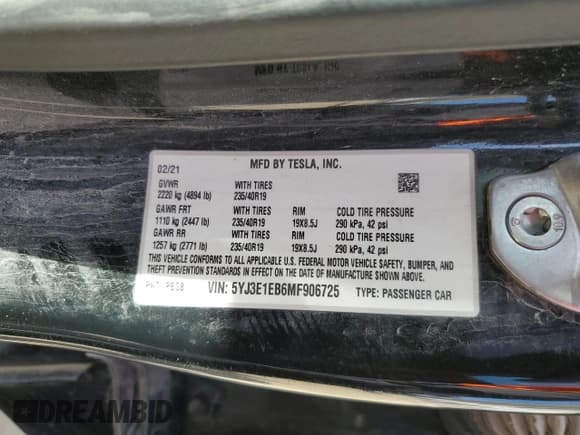 02/21 MFD BY TESLA, INC.
GVWR WITH TIRES
2220 kg (4894 lb) 235/40R19
GAWR FRT WITH TIRES RIM COLD TIRE PRESSURE
1110 kg (2447 lb) 235/40R19 19X8.5J 290 kPa, 42 psi
GAWR RR WITH TIRES RIM COLD TIRE PRESSURE
1257 kg (2771 lb) 235/40R19 19X8.5J 290 kPa, 42 psi
THIS VEHICLE CONFORMS TO ALL APPLICABLE U.S. FEDERAL MOTOR VEHICLE SAFETY, BUMPER, AND
THEFT PREVENTION STANDARDS IN EFFECT ON THE DATE OF MANUFACTURE SHOWN ABOVE.
PNT: PBSB VIN: 5YJ3E1EB6MF906725 TYPE: PASSENGER CAR
DREAMBID